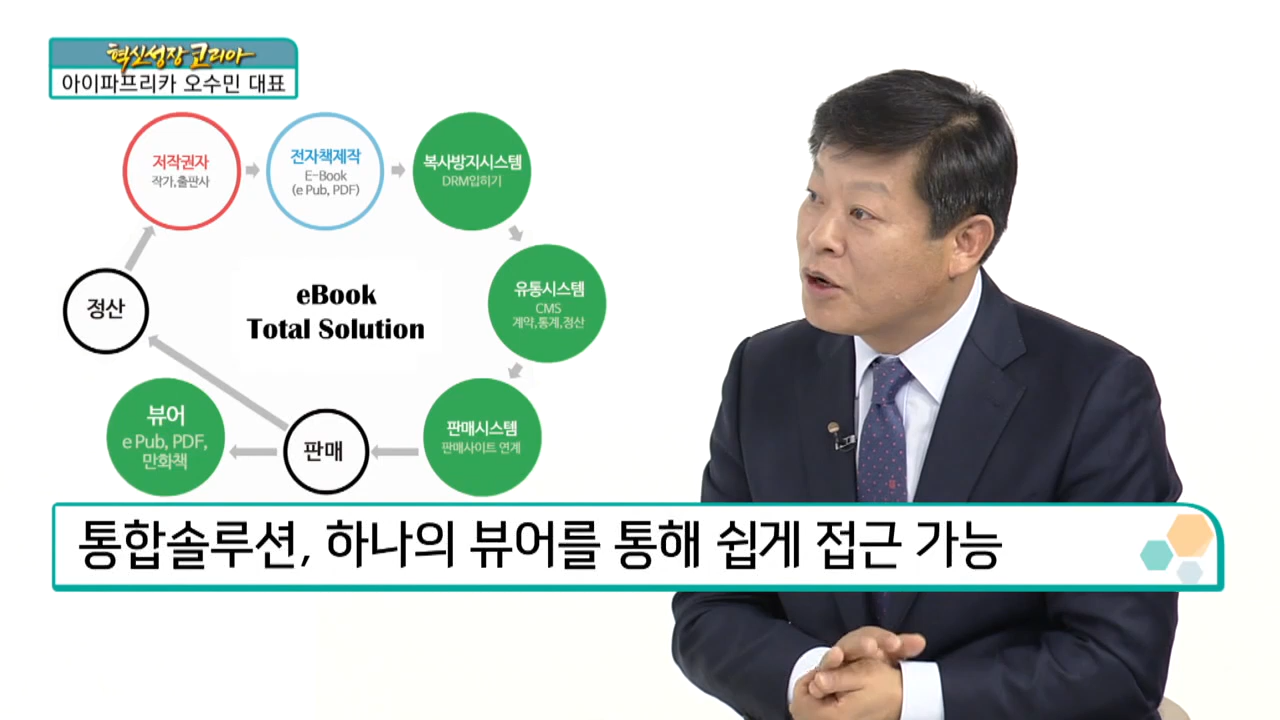 혁신성장 코리아
아이파프리카 오수민 대표
저작권자
작가,출판사
전자책제작
E-Book
(e Pub, PDF)
복사방지시스템
DRM입히기
유통시스템
CMS
계약,통계,정산
정산
eBook
Total Solution
뷰어
e Pub, PDF,
만화책
판매
판매시스템
판매사이트 연계
통합솔루션, 하나의 뷰어를 통해 쉽게 접근 가능